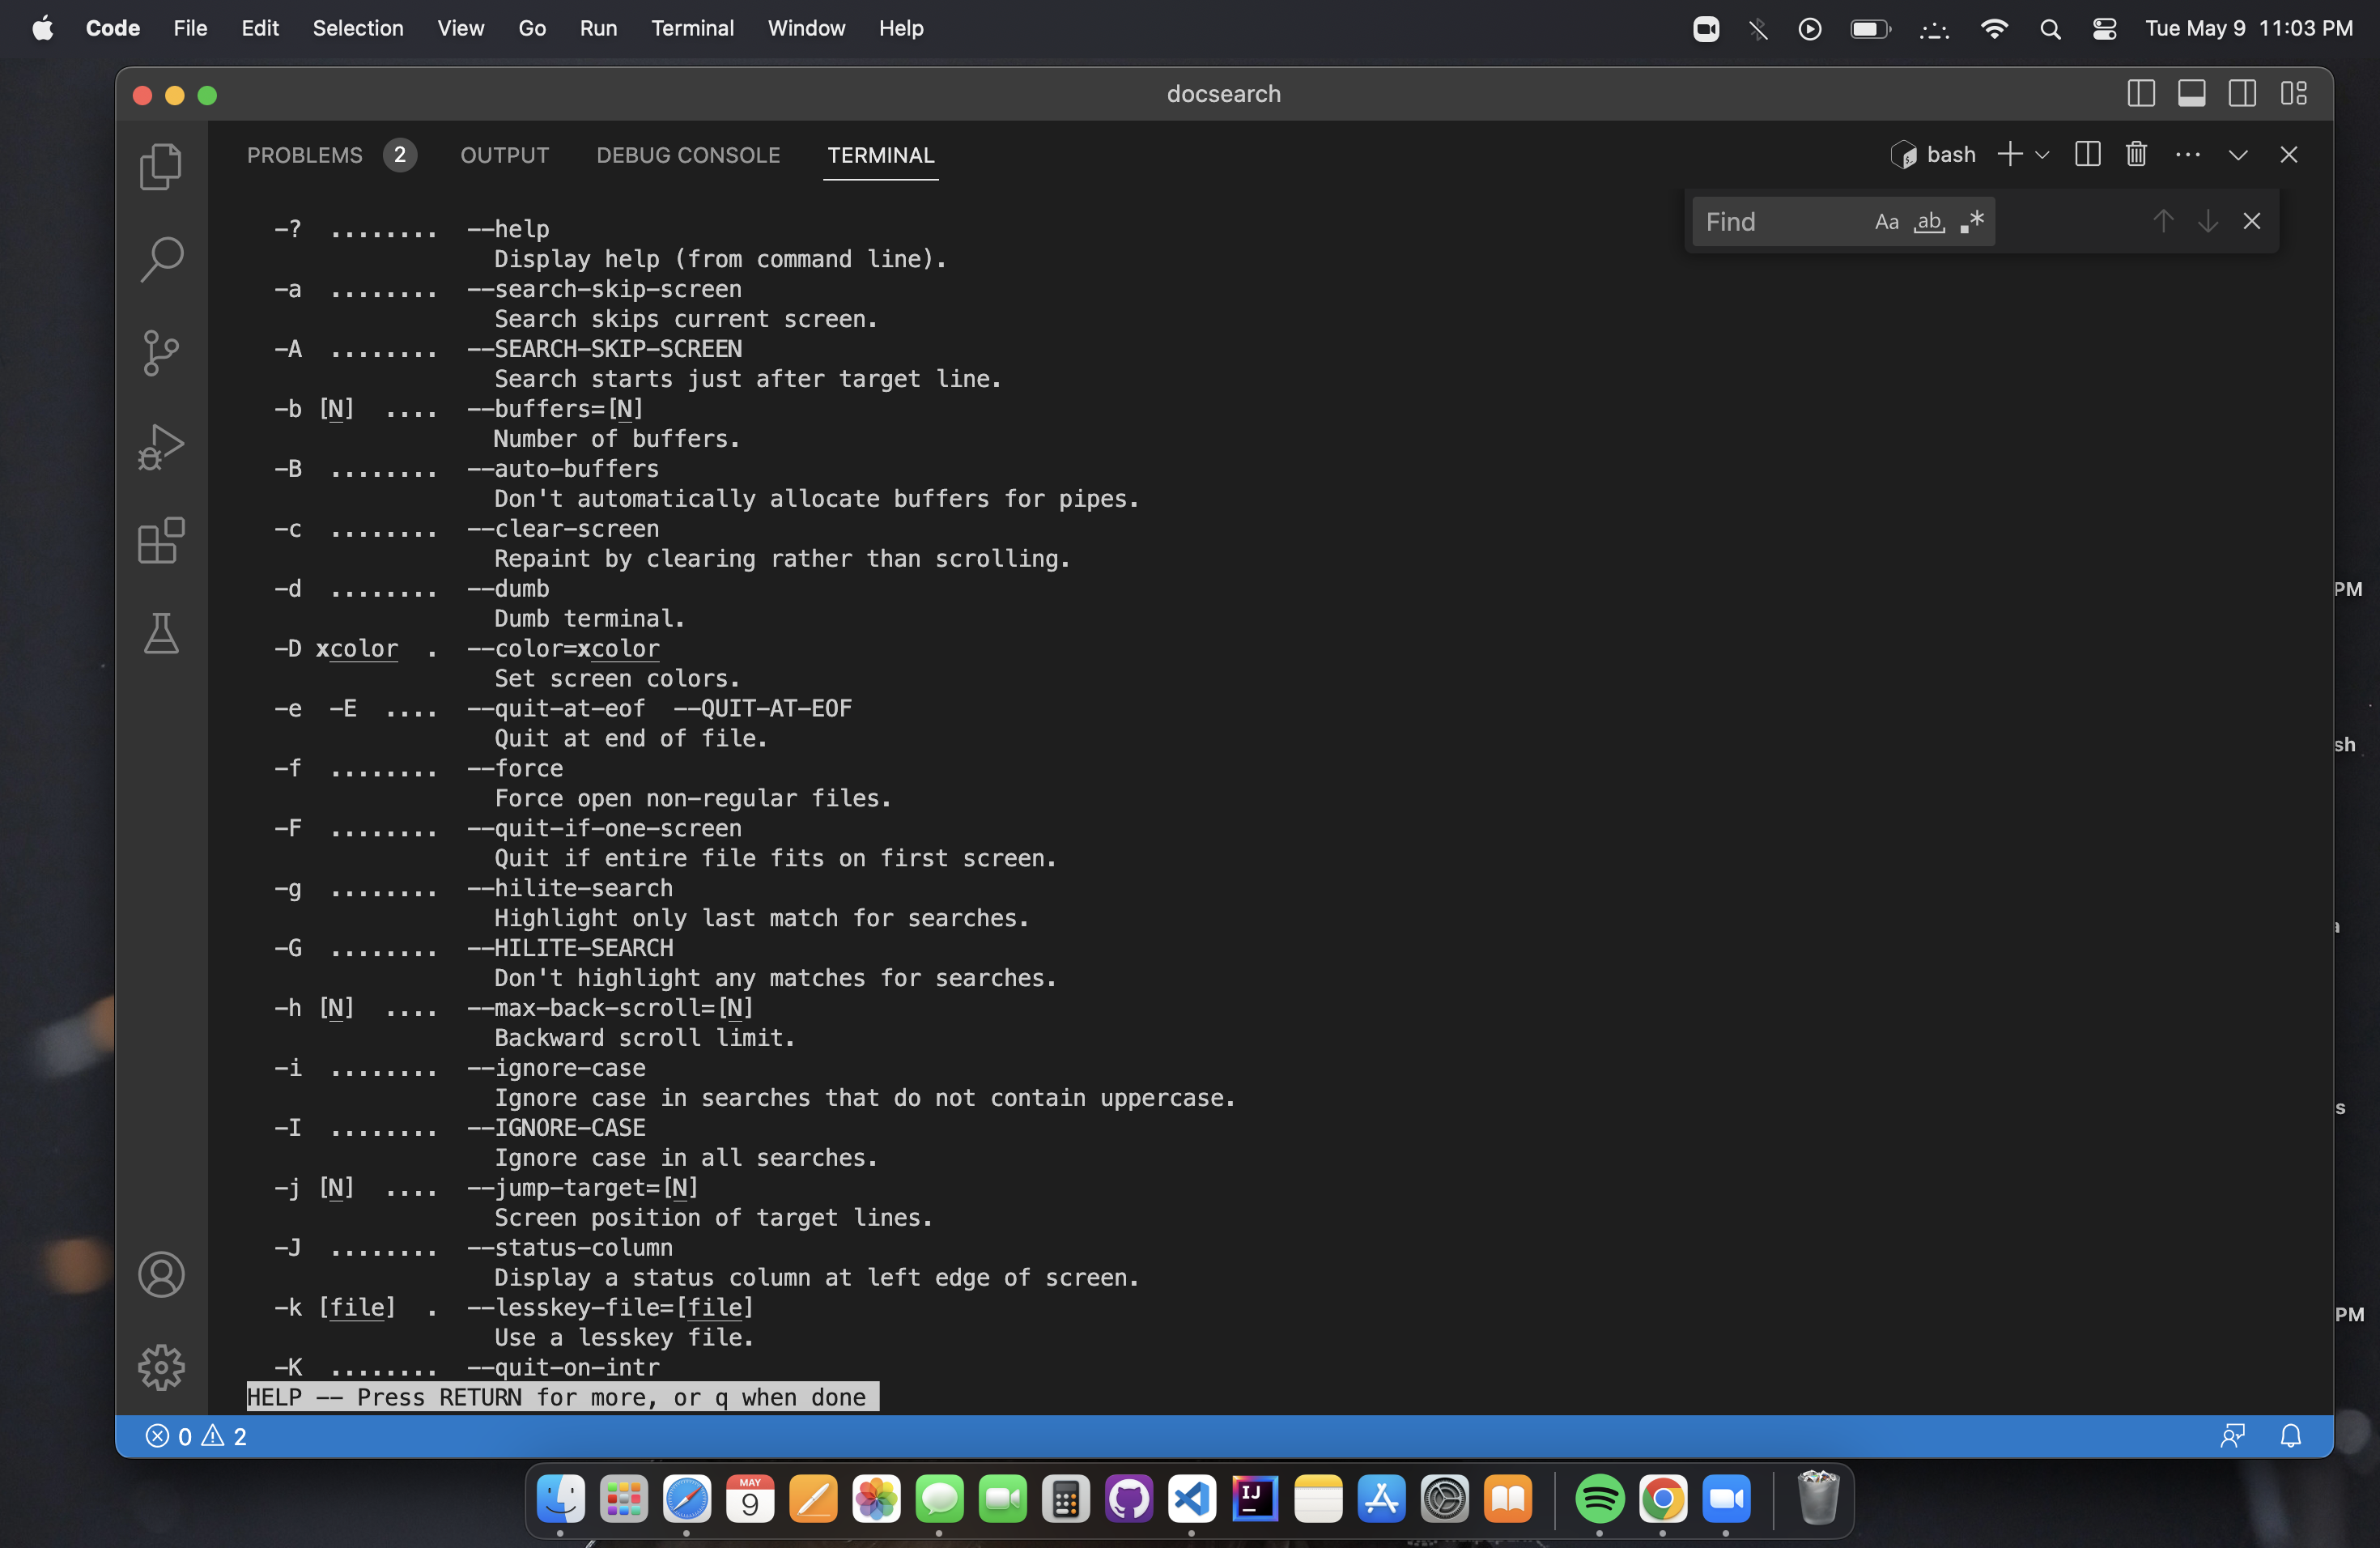 Code File Edit Selection View Go Run Terminal Window Help Tue May 9 11:03 PM
docsearch
PROBLEMS 2 OUTPUT DEBUG CONSOLE TERMINAL bash
Find Aa ab
-? ........ --help
Display help (from command line).
-a ........ --search-skip-screen
Search skips current screen.
-A ........ --SEARCH-SKIP-SCREEN
Search starts just after target line.
-b [N] .... --buffers=[N]
Number of buffers.
-B ........ --auto-buffers
Don't automatically allocate buffers for pipes.
-c ........ --clear-screen
Repaint by clearing rather than scrolling.
-d ........ --dumb
Dumb terminal.
-D xcolor . --color=xcolor
Set screen colors.
-e -E .... --quit-at-eof --QUIT-AT-EOF
Quit at end of file.
-f ........ --force
Force open non-regular files.
-F ........ --quit-if-one-screen
Quit if entire file fits on first screen.
-g ........ --hilite-search
Highlight only last match for searches.
-G ........ --HILITE-SEARCH
Don't highlight any matches for searches.
-h [N] .... --max-back-scroll=[N]
Backward scroll limit.
-i ........ --ignore-case
Ignore case in searches that do not contain uppercase.
-I ........ --IGNORE-CASE
Ignore case in all searches.
-j [N] .... --jump-target=[N]
Screen position of target lines.
-J ........ --status-column
Display a status column at left edge of screen.
-k [file] . --lesskey-file=[file]
Use a lesskey file.
-K ........ --quit-on-intr
HELP -- Press RETURN for more, or q when done
0 2
PM
sh
s
PM
MAY
9
IJ